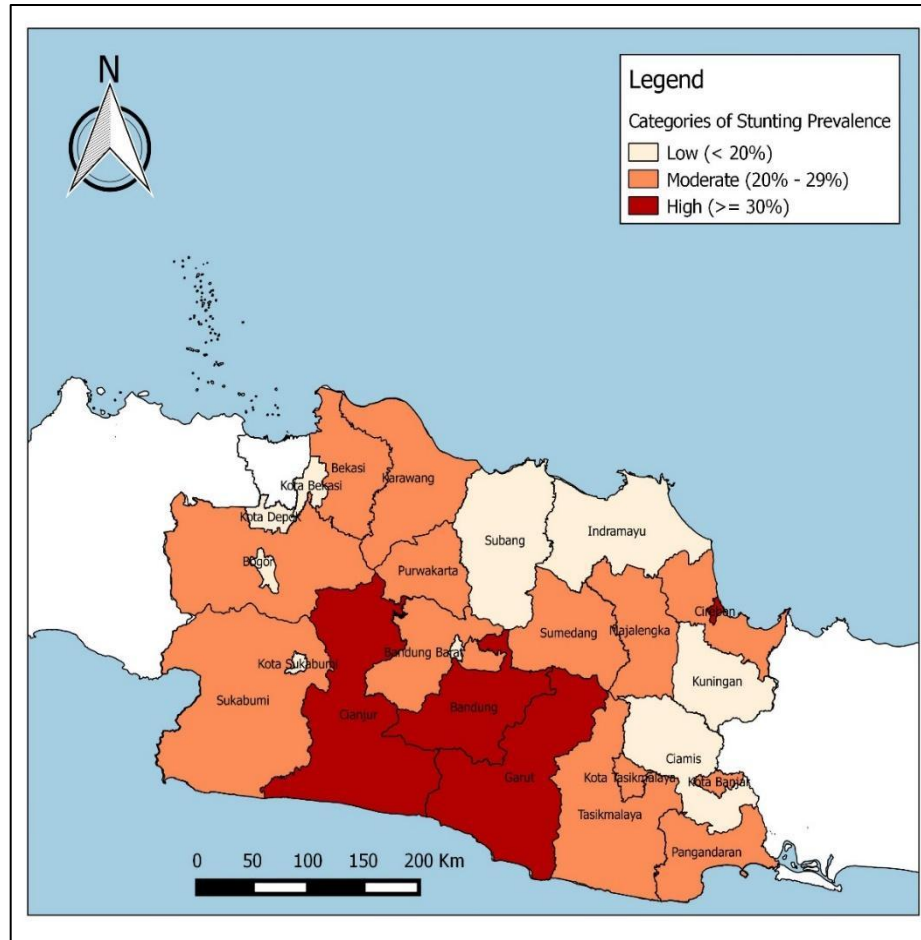 N
Legend
Categories of Stunting Prevalence
Low (< 20%)
Moderate (20% - 29%)
High (>= 30%)
Bekasi
Kota Bekasi
Karawang
Kota Depok
Indramayu
Subang
Bogor
Purwakarta
Cirebon
Sumedang
Majalengka
Bandung Barat
Kota Sukabumi
Kuningan
Sukabumi
Cianjur
Bandung
Ciamis
Garut
Kota Tasikmalaya
Kota Banjar
Tasikmalaya
Pangandaran
0 50 100 150 200 Km